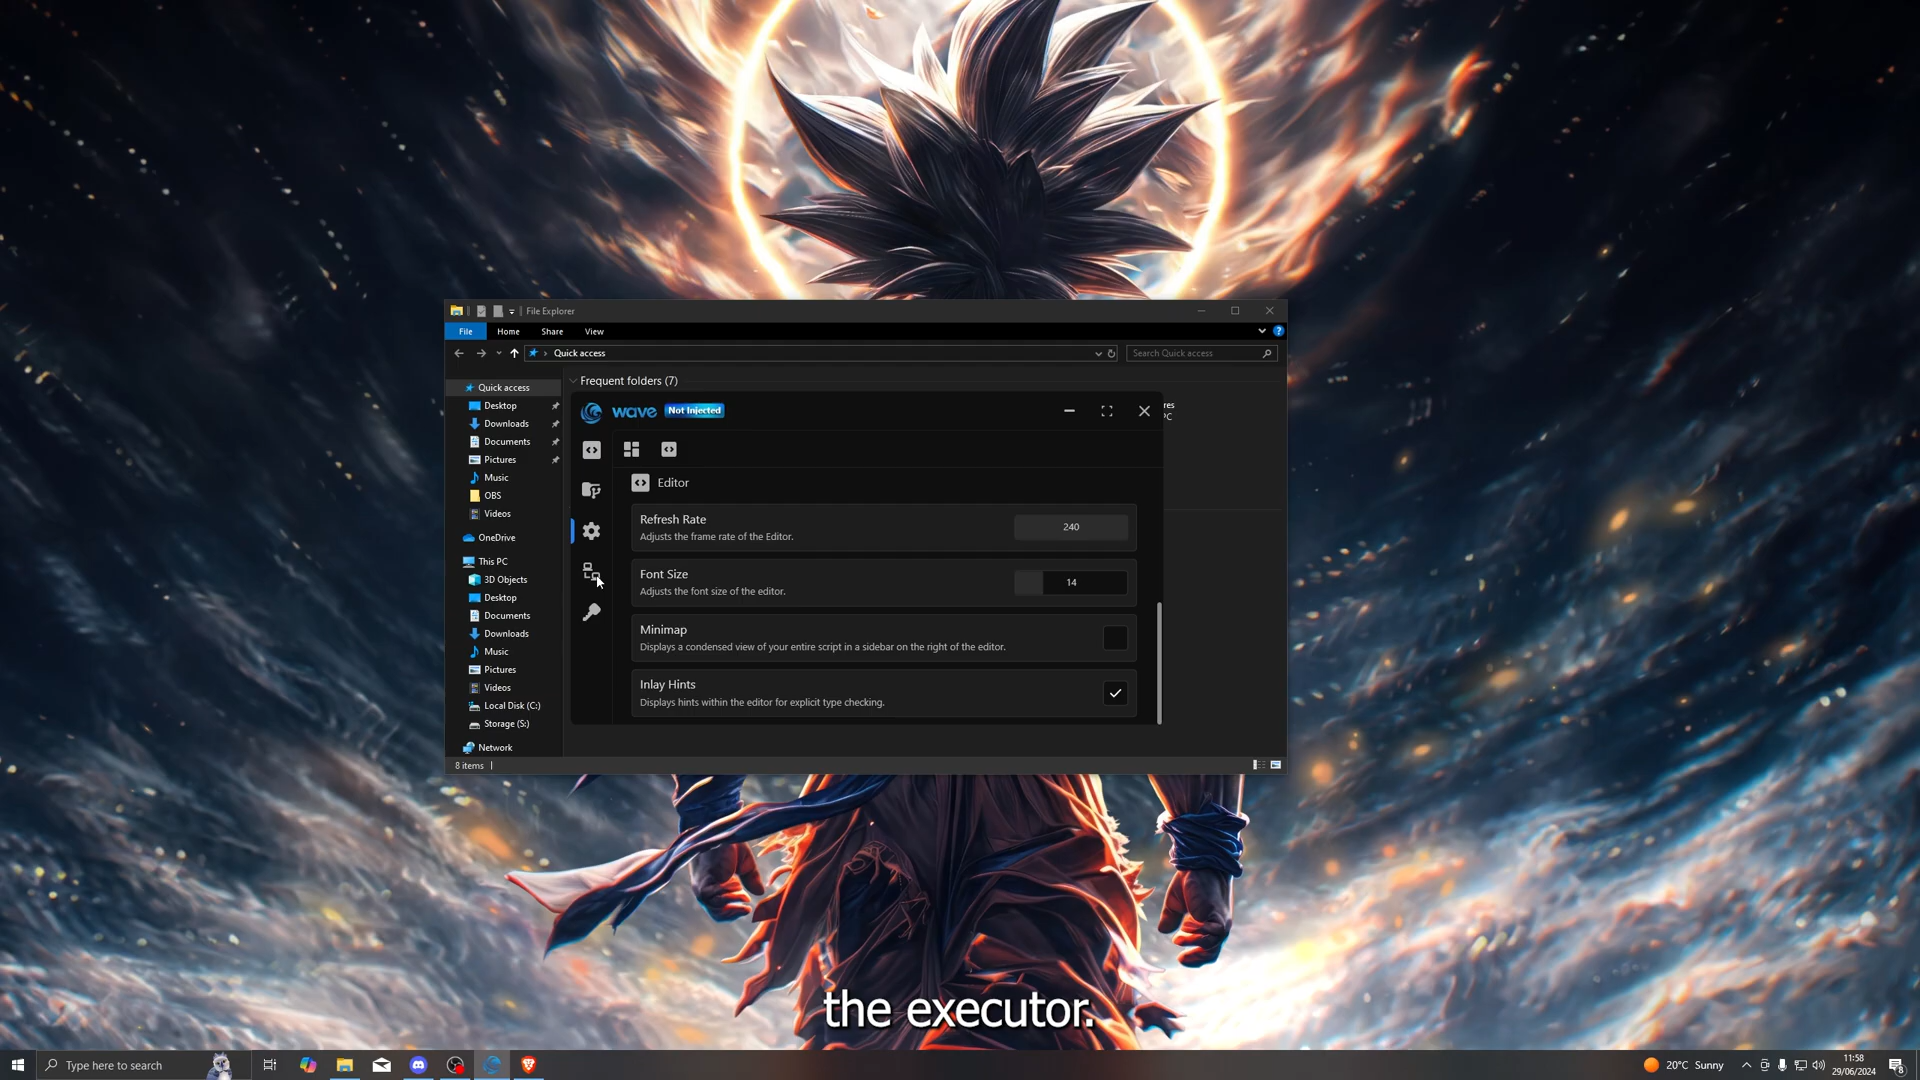 File Explorer
File Home Share View
Quick access
Search Quick access
Quick access
Desktop
Downloads
Documents
Pictures
Music
OBS
Videos
OneDrive
This PC
3D Objects
Desktop
Documents
Downloads
Music
Pictures
Videos
Local Disk (C:)
Storage (S:)
Network
8 items
Frequent folders (7)
res
PC
wave Not Injected
Editor
Refresh Rate
Adjusts the frame rate of the Editor.
240
Font Size
Adjusts the font size of the editor.
14
Minimap
Displays a condensed view of your entire script in a sidebar on the right of the editor.
Inlay Hints
Displays hints within the editor for explicit type checking.
the executor.
Type here to search
20°C Sunny
11:58
29/06/2024
8